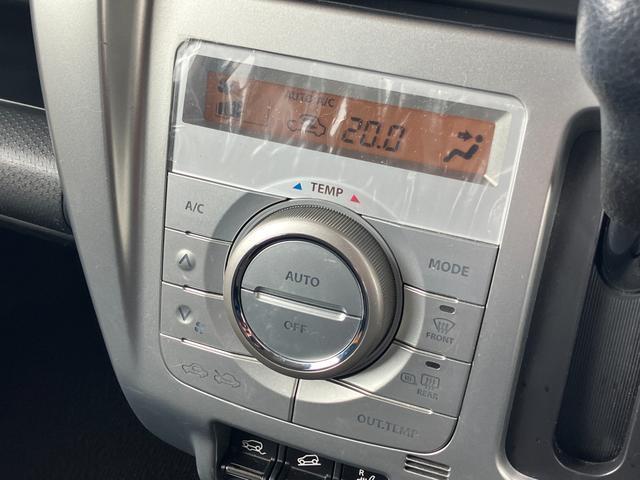 AUTO A/C
20.0
TEMP
A/C
MODE
AUTO
OFF
FRONT
REAR
OUT.TEMP
R